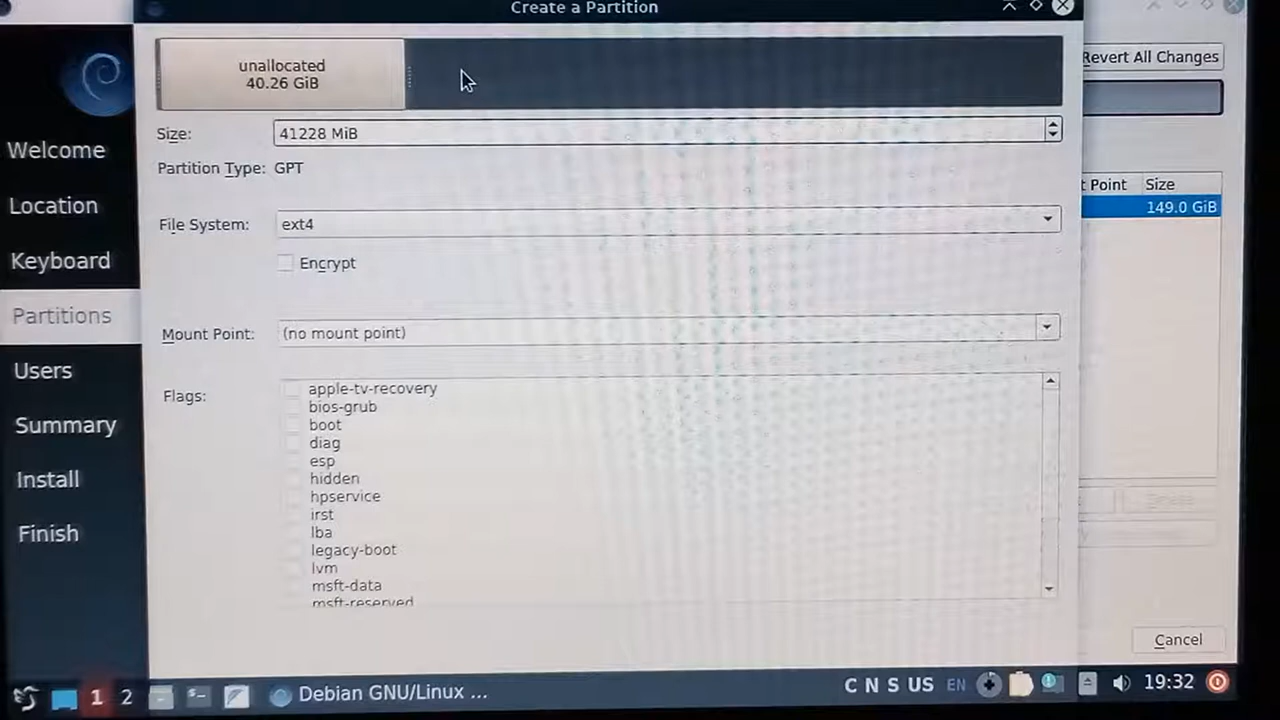 Create a Partition
unallocated
40.26 GiB
Revert All Changes
Size:
41228 MiB
Partition Type: GPT
File System:
ext4
Encrypt
Mount Point:
(no mount point)
Flags:
apple-tv-recovery
bios-grub
boot
diag
esp
hidden
hpservice
irst
lba
legacy-boot
lvm
msft-data
msft-reserved
Welcome
Location
Keyboard
Partitions
Users
Summary
Install
Finish
t Point
Size
149.0 GiB
Cancel
1
2
Debian GNU/Linux ...
C N S US
EN
19:32